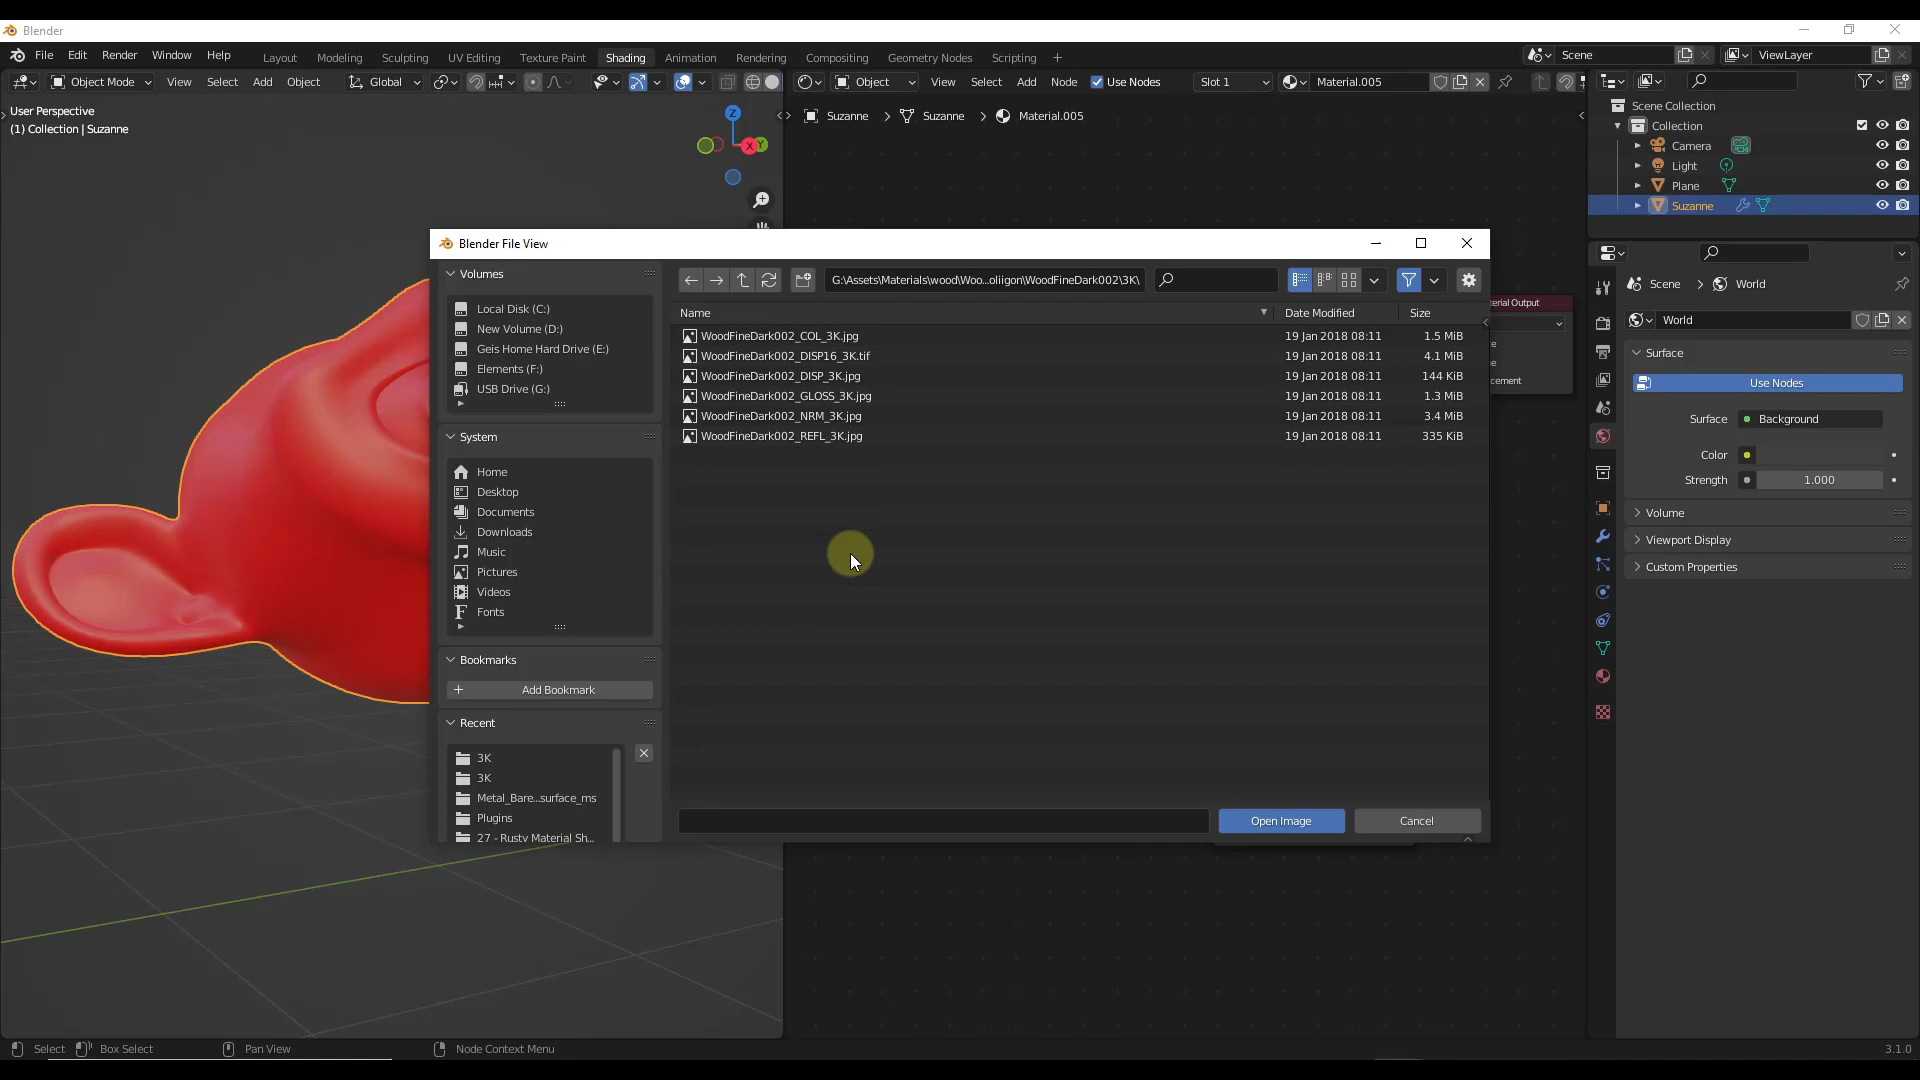 Blender
File Edit Render Window Help
Layout Modeling Sculpting UV Editing Texture Paint Shading Animation Rendering Compositing Geometry Nodes Scripting +
Scene
ViewLayer
Object Mode View Select Add Object Global
Object View Select Add Node Use Nodes Slot 1 Material.005
User Perspective
(1) Collection | Suzanne
Z
X
Y
Suzanne > Suzanne > Material.005
Scene Collection
Collection
Camera
Light
Plane
Suzanne
Blender File View
Volumes
Local Disk (C:)
New Volume (D:)
Geis Home Hard Drive (E:)
Elements (F:)
USB Drive (G:)
System
Home
Desktop
Documents
Downloads
Music
Pictures
Videos
Fonts
Bookmarks
+ Add Bookmark
Recent
3K
3K
Metal_Bare...surface_ms
Plugins
27 - Rusty Material Sh...
G:\Assets\Materials\wood\Woo...oliigon\WoodFineDark002\3K\
Name Date Modified Size
WoodFineDark002_COL_3K.jpg 19 Jan 2018 08:11 1.5 MiB
WoodFineDark002_DISP16_3K.tif 19 Jan 2018 08:11 4.1 MiB
WoodFineDark002_DISP_3K.jpg 19 Jan 2018 08:11 144 KiB
WoodFineDark002_GLOSS_3K.jpg 19 Jan 2018 08:11 1.3 MiB
WoodFineDark002_NRM_3K.jpg 19 Jan 2018 08:11 3.4 MiB
WoodFineDark002_REFL_3K.jpg 19 Jan 2018 08:11 335 KiB
Open Image Cancel
terial Output
e
e
cement
Scene > World
World
Surface
Use Nodes
Surface Background
Color
Strength 1.000
Volume
Viewport Display
Custom Properties
Select Box Select Pan View Node Context Menu
3.1.0